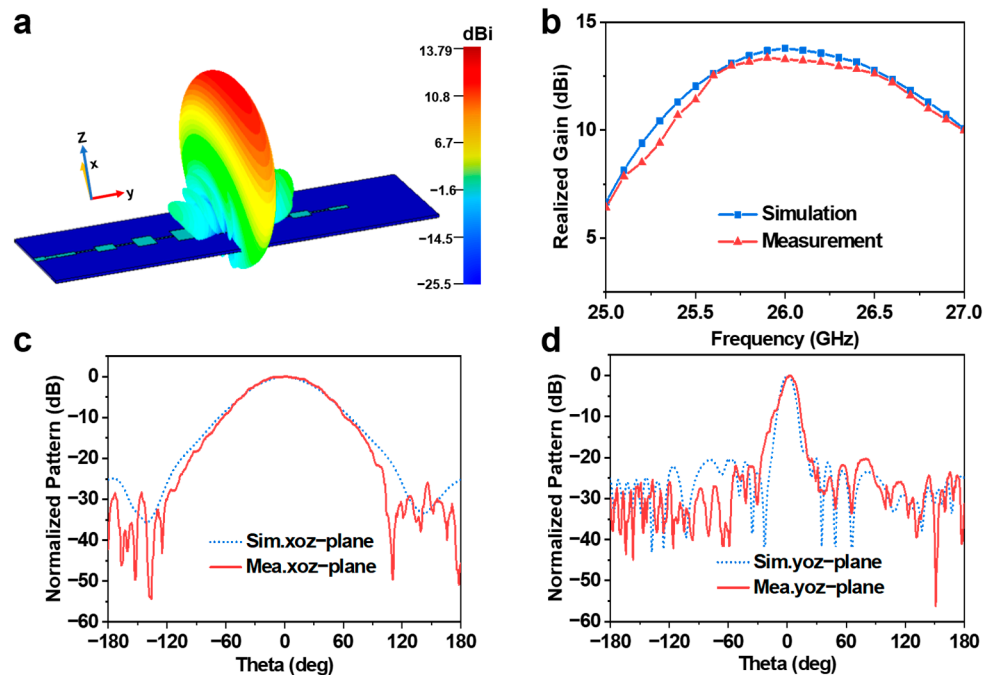 a
dBi
13.79
10.8
6.7
−1.6
−14.5
−25.5
Z
x
y
b
Realized Gain (dBi)
15
10
5
Simulation
Measurement
25.0
25.5
26.0
26.5
27.0
Frequency (GHz)
c
Normalized Pattern (dB)
0
−10
−20
−30
−40
−50
−60
Sim.xoz−plane
Mea.xoz−plane
−180
−120
−60
0
60
120
180
Theta (deg)
d
Normalized Pattern (dB)
0
−10
−20
−30
−40
−50
−60
Sim.yoz−plane
Mea.yoz−plane
−180
−120
−60
0
60
120
180
Theta (deg)